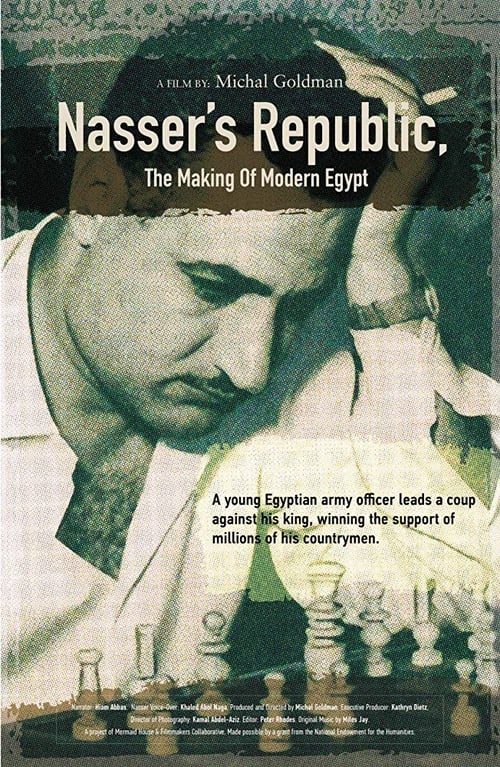 A FILM BY: Michal Goldman
Nasser's Republic,
The Making Of Modern Egypt
A young Egyptian army officer leads a coup
against his king, winning the support of
millions of his countrymen.
Narrator: Hiam Abbas. Nasser Voice-Over: Khaled Abol Naga. Produced and Directed by Michel Goldman. Executive Producer: Kathryn Dietz,
Director of Photography: Kamal Abdel-Aziz. Editor: Peter Rhodes. Original Music by Miles Jay.
A project of Mermaid House & Filmmakers Collaborative. Made possible by a grant from the National Endowment for the Humanities.